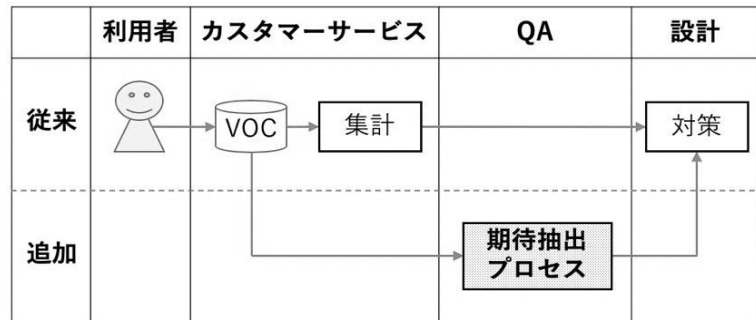 利用者 カスタマーサービス QA 設計
従来 VOC 集計 対策
追加
期待抽出
プロセス